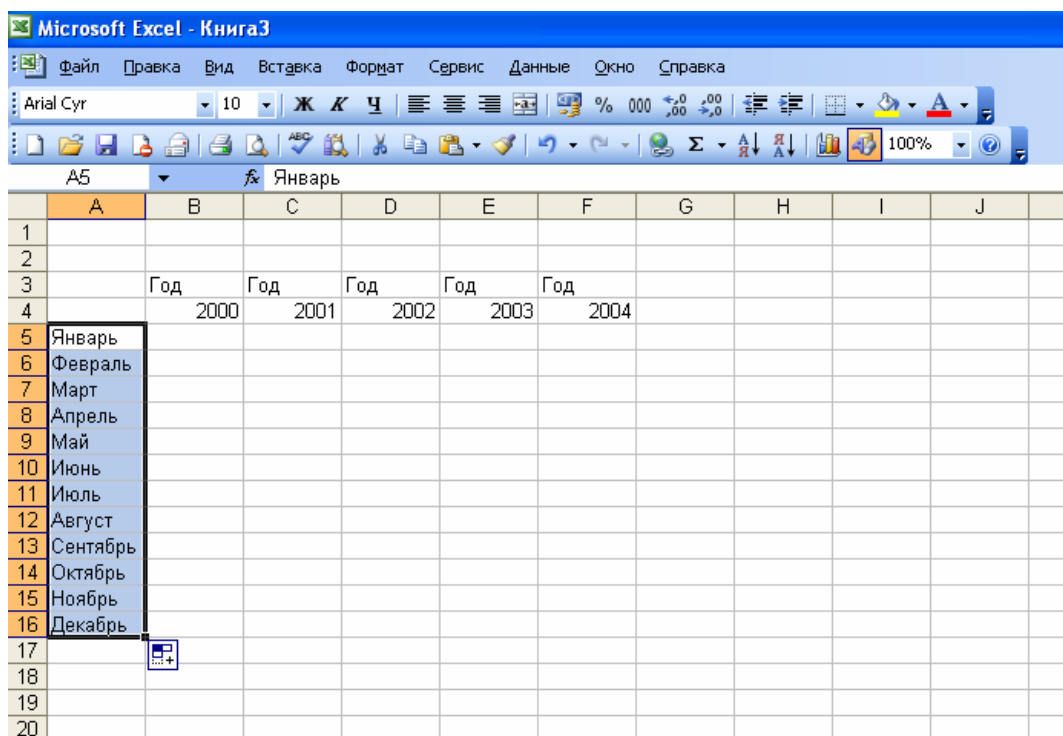 Microsoft Excel - Книга3
Файл Правка Вид Вставка Формат Сервис Данные Окно Справка
Arial Cyr 10 Ж К Ч % 000 ,00 ,0 А
ABC Σ А Я Я А 100% ?
A5 fx Январь
A B C D E F G H I J
1
2
3 Год Год Год Год Год
4 2000 2001 2002 2003 2004
5 Январь
6 Февраль
7 Март
8 Апрель
9 Май
10 Июнь
11 Июль
12 Август
13 Сентябрь
14 Октябрь
15 Ноябрь
16 Декабрь
17
18
19
20